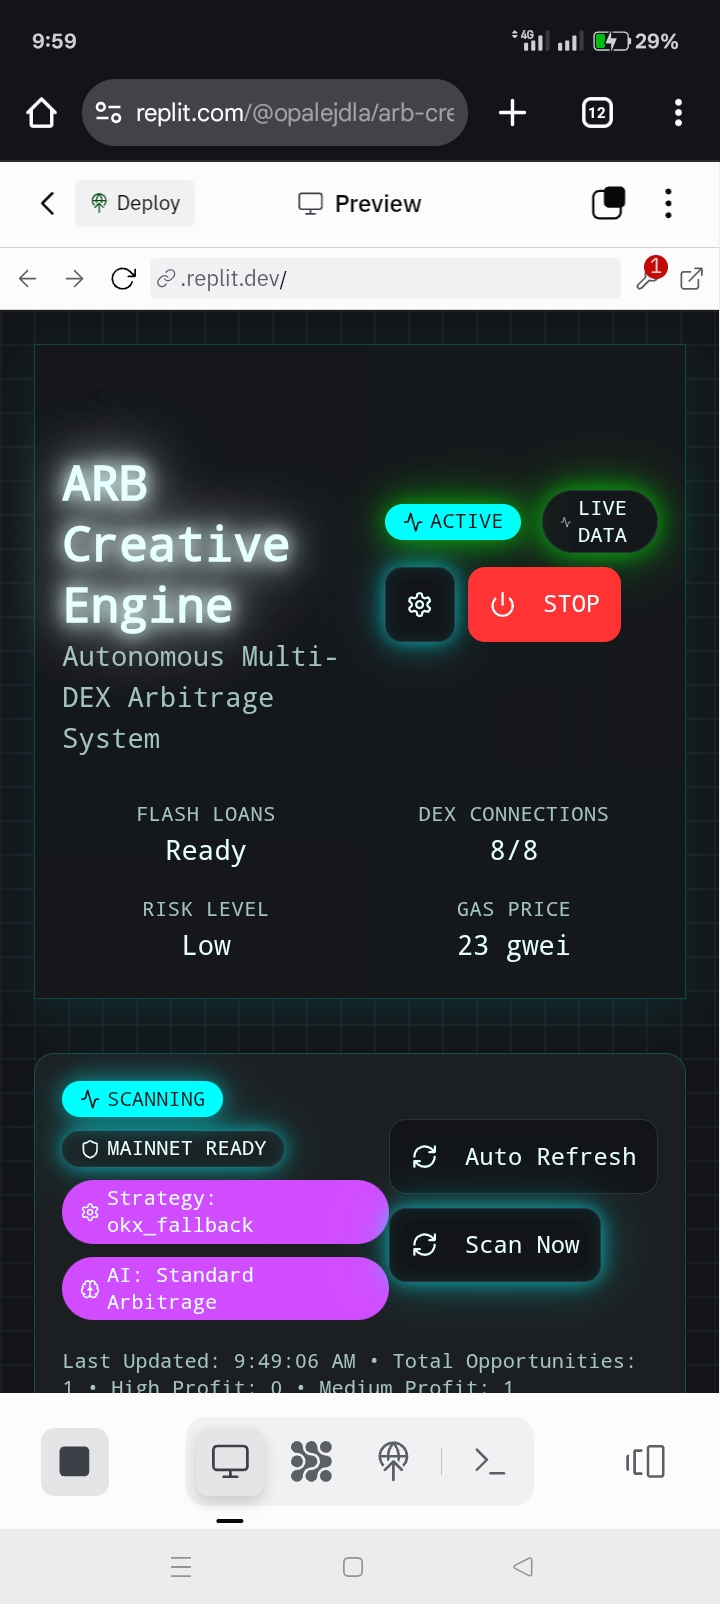 9:59
4G
29%
replit.com/@opalejdla/arb-cre
12
Deploy
Preview
.replit.dev/
1
ARB
Creative
Engine
Autonomous Multi-
DEX Arbitrage
System
ACTIVE
LIVE
DATA
STOP
FLASH LOANS
Ready
DEX CONNECTIONS
8/8
RISK LEVEL
Low
GAS PRICE
23 gwei
SCANNING
MAINNET READY
Strategy:
okx_fallback
AI: Standard
Arbitrage
Auto Refresh
Scan Now
Last Updated: 9:49:06 AM • Total Opportunities:
1 • High Profit: 0 • Medium Profit: 1